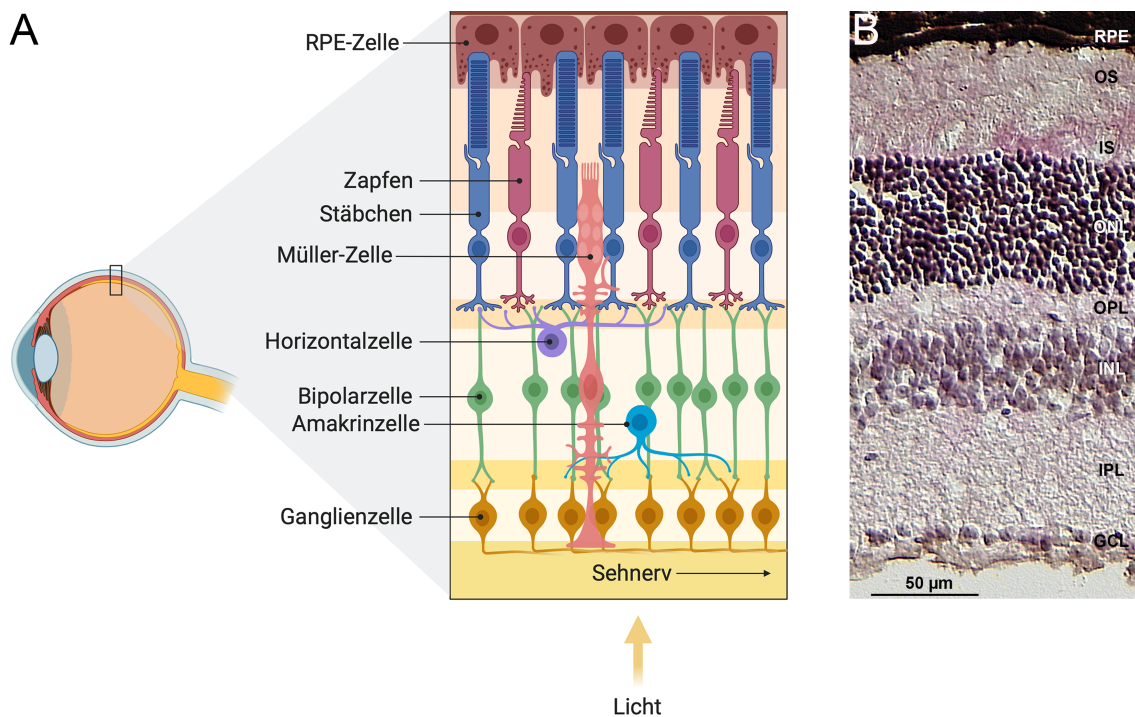 A
RPE-Zelle
Zapfen
Stäbchen
Müller-Zelle
Horizontalzelle
Bipolarzelle
Amakrinzelle
Ganglienzelle
Sehnerv
Licht
B
RPE
OS
IS
ONL
OPL
INL
IPL
GCL
50 µm